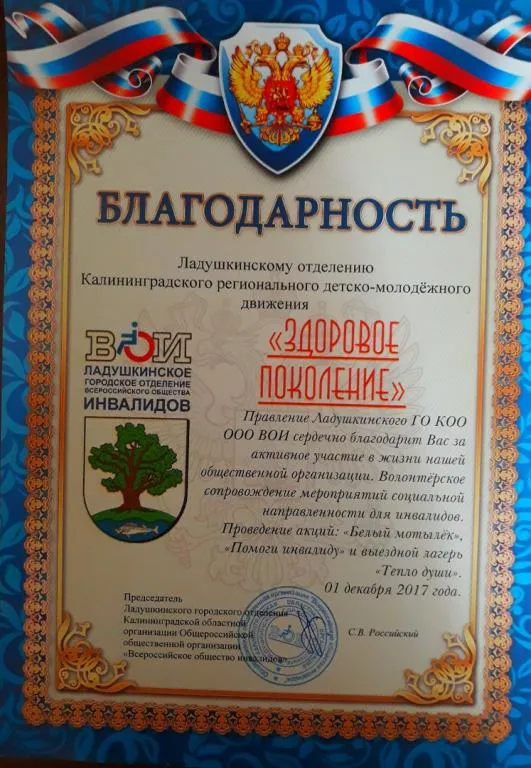 БЛАГОДАРНОСТЬ
Ладушкинскому отделению
Калининградского регионального детско-молодёжного
движения
«ЗДОРОВОЕ
ПОКОЛЕНИЕ»
ВОИ
ЛАДУШКИНСКОЕ
ГОРОДСКОЕ ОТДЕЛЕНИЕ
ВСЕРОССИЙСКОГО ОБЩЕСТВА
ИНВАЛИДОВ
Правление Ладушкинского ГО КОО
ООО ВОИ сердечно благодарит Вас за
активное участие в жизни нашей
общественной организации. Волонтёрское
сопровождение мероприятий социальной
направленности для инвалидов.
Проведение акций: «Белый мотылёк»,
«Помоги инвалиду» и выездной лагерь
«Тепло души».
01 декабря 2017 года.
Председатель
Ладушкинского городского отделения
Калининградской областной
организации Общероссийской
общественной организации
«Всероссийское общество инвалидов»
С.В. Российский